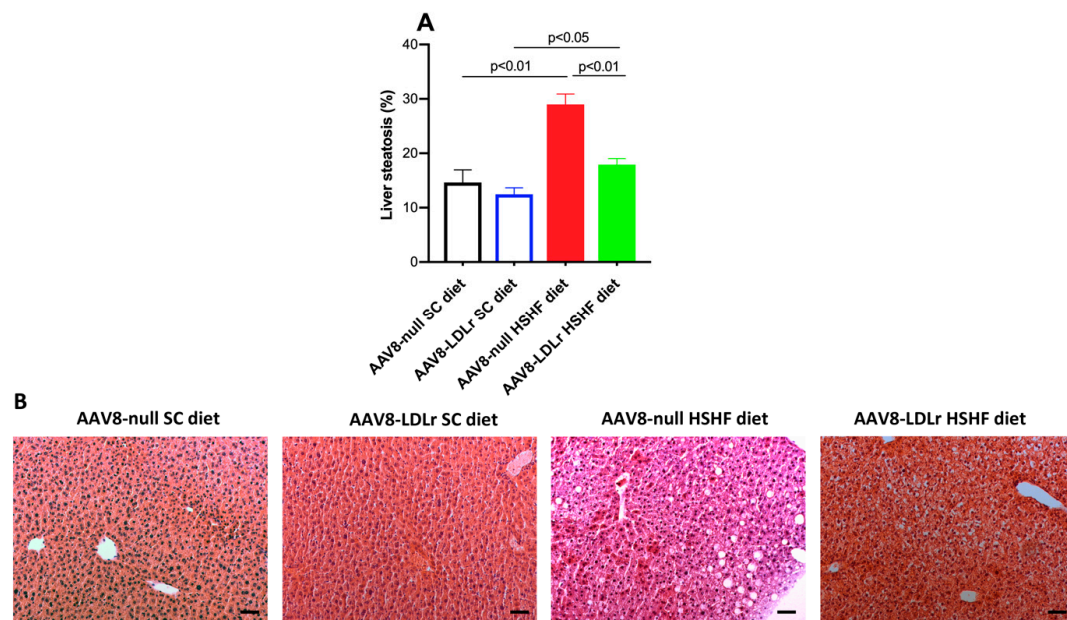 A
40
30
20
10
0
Liver steatosis (%)
p<0.05
p<0.01
p<0.01
AAV8-null SC diet
AAV8-LDLr SC diet
AAV8-null HSHF diet
AAV8-LDLr HSHF diet
B
AAV8-null SC diet
AAV8-LDLr SC diet
AAV8-null HSHF diet
AAV8-LDLr HSHF diet